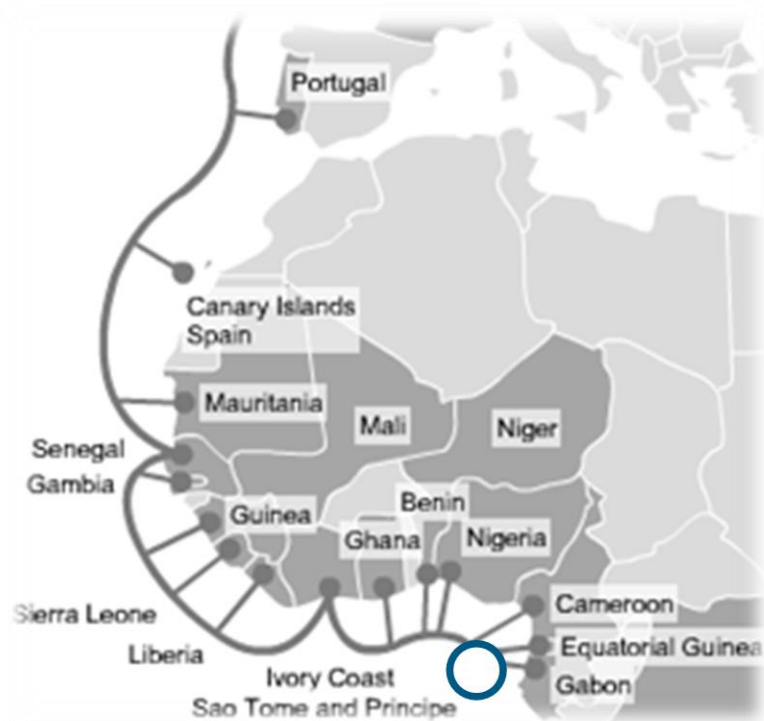 Portugal
Canary Islands
Spain
Mauritania
Mali
Niger
Senegal
Gambia
Guinea
Benin
Ghana
Nigeria
Sierra Leone
Cameroon
Liberia
Equatorial Guinea
Ivory Coast
Gabon
Sao Tome and Principe